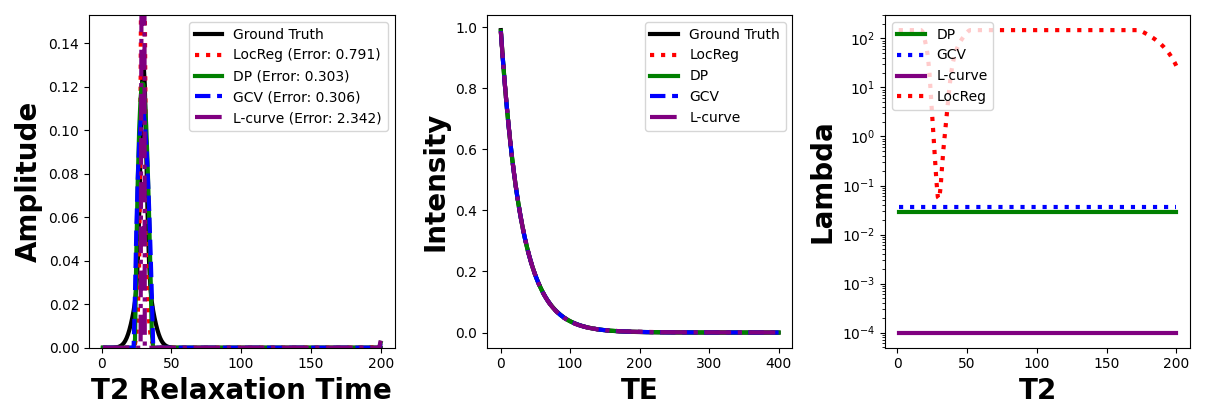 Amplitude
0.14
0.12
0.10
0.08
0.06
0.04
0.02
0.00
0 50 100 150 200
T2 Relaxation Time
Ground Truth
LocReg (Error: 0.791)
DP (Error: 0.303)
GCV (Error: 0.306)
L-curve (Error: 2.342)
Intensity
1.0
0.8
0.6
0.4
0.2
0.0
0 100 200 300 400
TE
Ground Truth
LocReg
DP
GCV
L-curve
Lambda
10²
10¹
10⁰
10⁻¹
10⁻²
10⁻³
10⁻⁴
0 50 100 150 200
T2
DP
GCV
L-curve
LocReg